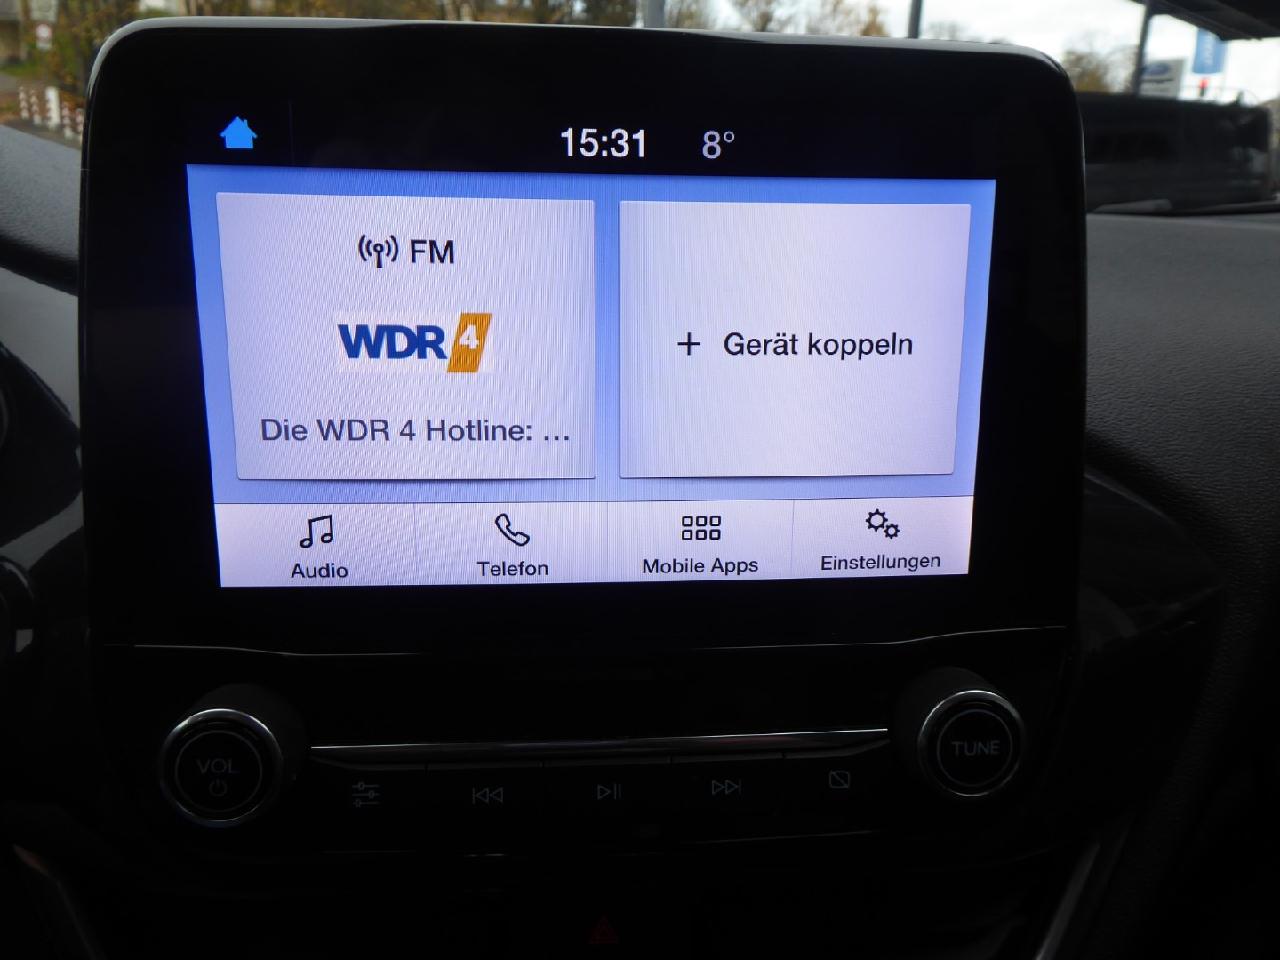 15:31 8°
FM
WDR 4
Die WDR 4 Hotline: ...
+ Gerät koppeln
Audio
Telefon
Mobile Apps
Einstellungen
VOL
TUNE